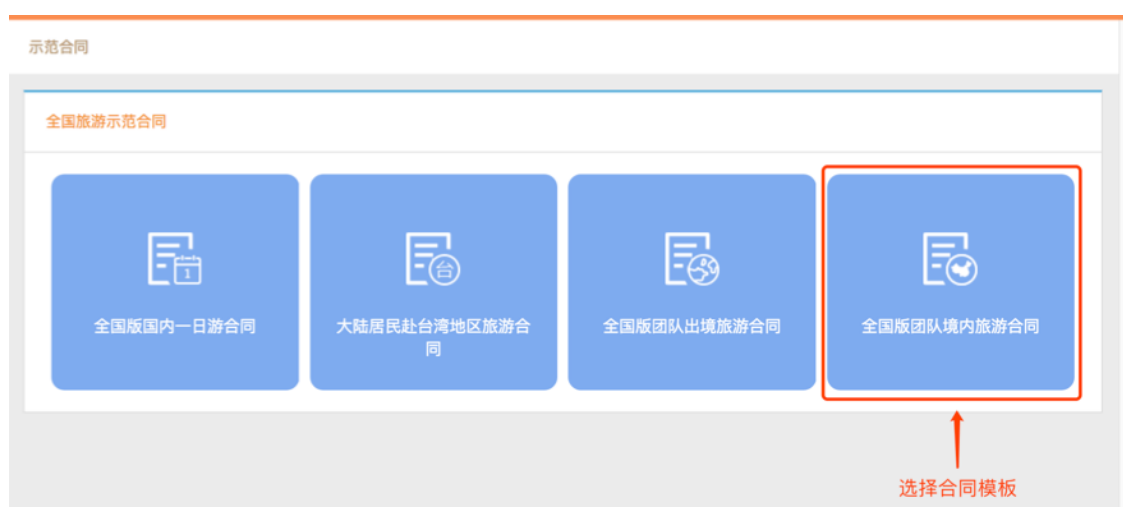 示范合同
全国旅游示范合同
1
台
全国版国内一日游合同
大陆居民赴台湾地区旅游合
同
全国版团队出境旅游合同
全国版团队境内旅游合同
选择合同模板